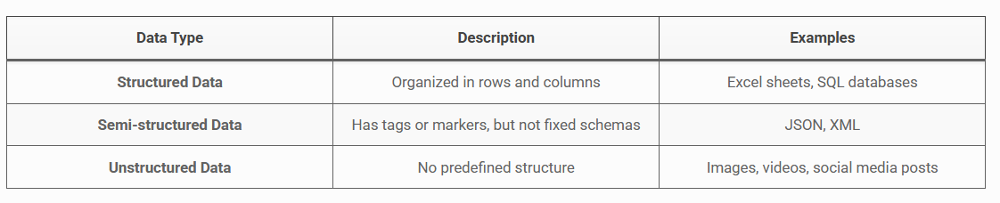 Data Type Description Examples
Structured Data Organized in rows and columns Excel sheets, SQL databases
Semi-structured Data Has tags or markers, but not fixed schemas JSON, XML
Unstructured Data No predefined structure Images, videos, social media posts